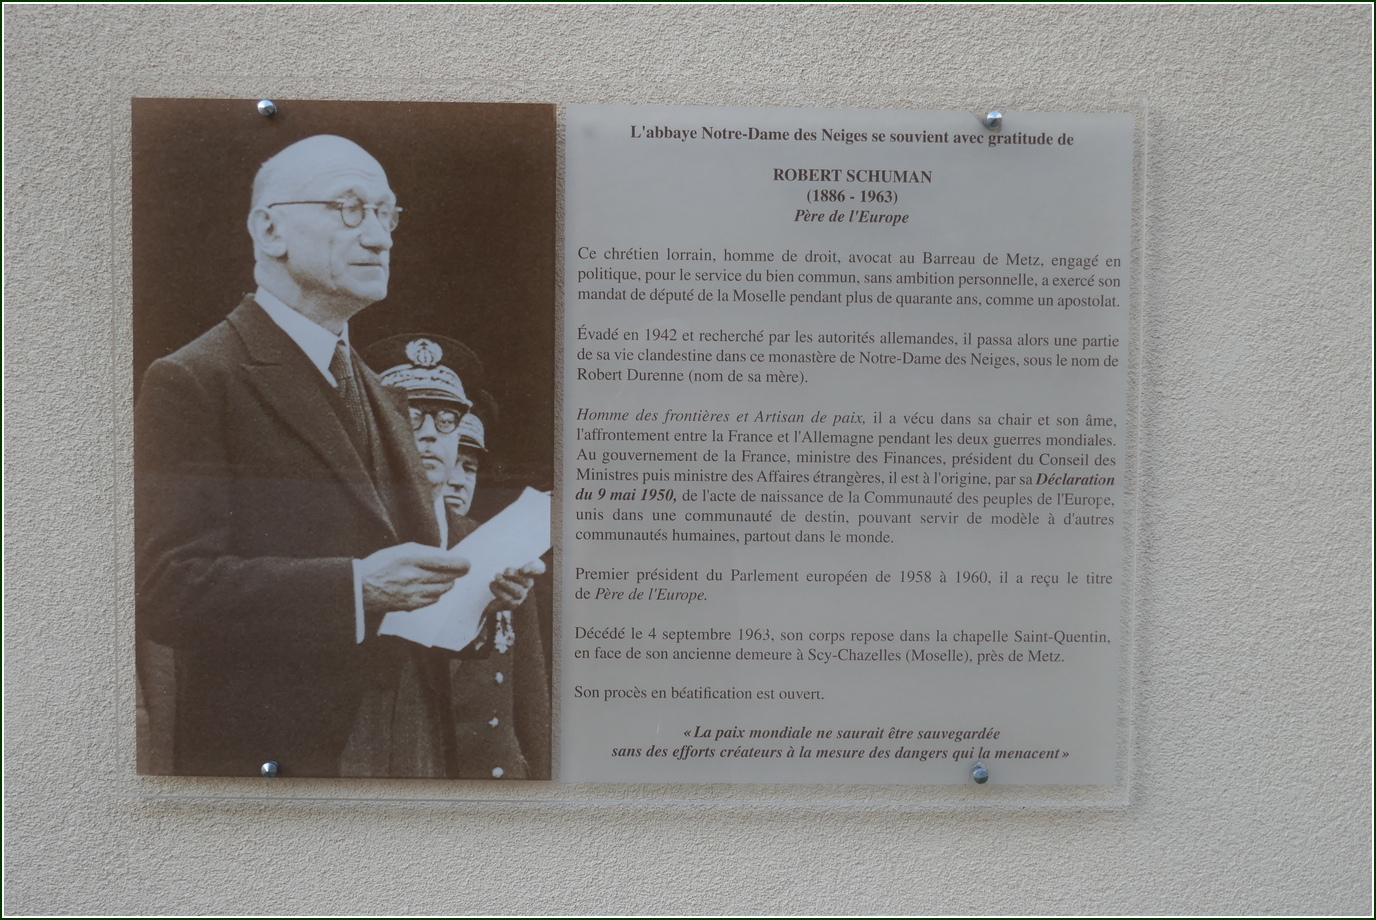 L'abbaye Notre-Dame des Neiges se souvient avec gratitude de
ROBERT SCHUMAN
(1886 - 1963)
Père de l'Europe
Ce chrétien lorrain, homme de droit, avocat au Barreau de Metz, engagé en
politique, pour le service du bien commun, sans ambition personnelle, a exercé son
mandat de député de la Moselle pendant plus de quarante ans, comme un apostolat.
Évadé en 1942 et recherché par les autorités allemandes, il passa alors une partie
de sa vie clandestine dans ce monastère de Notre-Dame des Neiges, sous le nom de
Robert Durenne (nom de sa mère).
Homme des frontières et Artisan de paix, il a vécu dans sa chair et son âme,
l'affrontement entre la France et l'Allemagne pendant les deux guerres mondiales.
Au gouvernement de la France, ministre des Finances, président du Conseil des
Ministres puis ministre des Affaires étrangères, il est à l'origine, par sa Déclaration
du 9 mai 1950, de l'acte de naissance de la Communauté des peuples de l'Europe,
unis dans une communauté de destin, pouvant servir de modèle à d'autres
communautés humaines, partout dans le monde.
Premier président du Parlement européen de 1958 à 1960, il a reçu le titre
de Père de l'Europe.
Décédé le 4 septembre 1963, son corps repose dans la chapelle Saint-Quentin,
en face de son ancienne demeure à Scy-Chazelles (Moselle), près de Metz.
Son procès en béatification est ouvert.
« La paix mondiale ne saurait être sauvegardée
sans des efforts créateurs à la mesure des dangers qui la menacent »